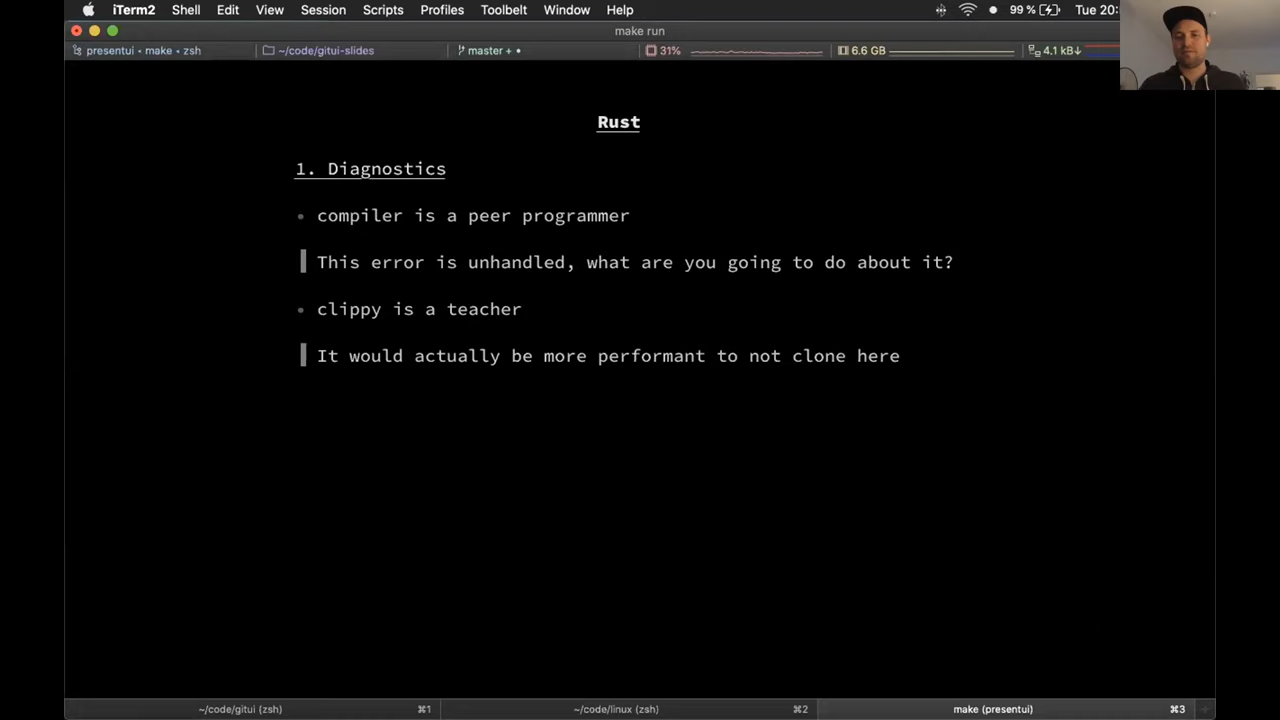 iTerm2 Shell Edit View Session Scripts Profiles Toolbelt Window Help 99 % Tue 20:
make run
presentui • make • zsh ~/code/gitui-slides master + • 31% 6.6 GB 4.1 kB↓
Rust
1. Diagnostics
• compiler is a peer programmer
This error is unhandled, what are you going to do about it?
• clippy is a teacher
It would actually be more performant to not clone here
~/code/gitui (zsh) ⌘1 ~/code/linux (zsh) ⌘2 make (presentui) ⌘3